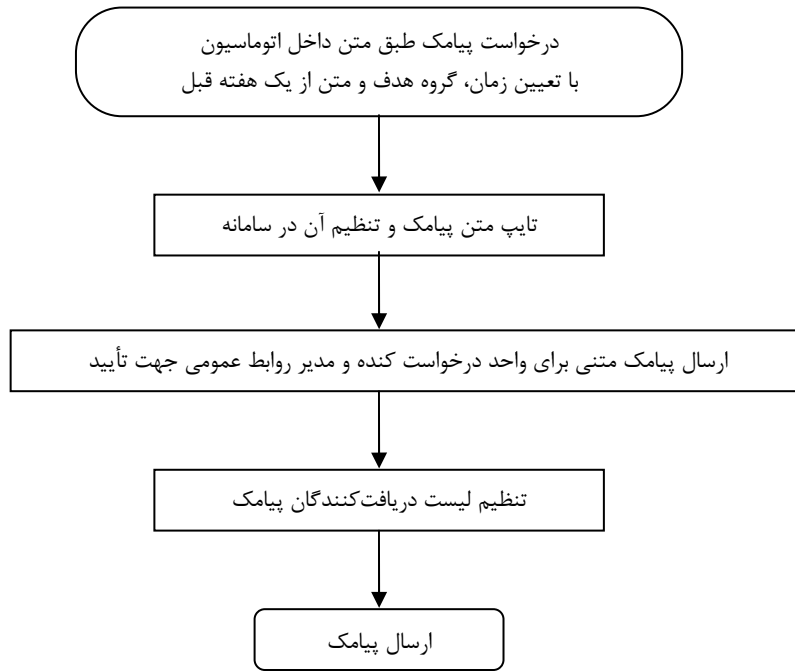 درخواست پیامک طبق متن داخل اتوماسیون
با تعیین زمان، گروه هدف و متن از یک هفته قبل
تایپ متن پیامک و تنظیم آن در سامانه
ارسال پیامک متنی برای واحد درخواست کنده و مدیر روابط عمومی جهت تأیید
تنظیم لیست دریافت‌کنندگان پیامک
ارسال پیامک